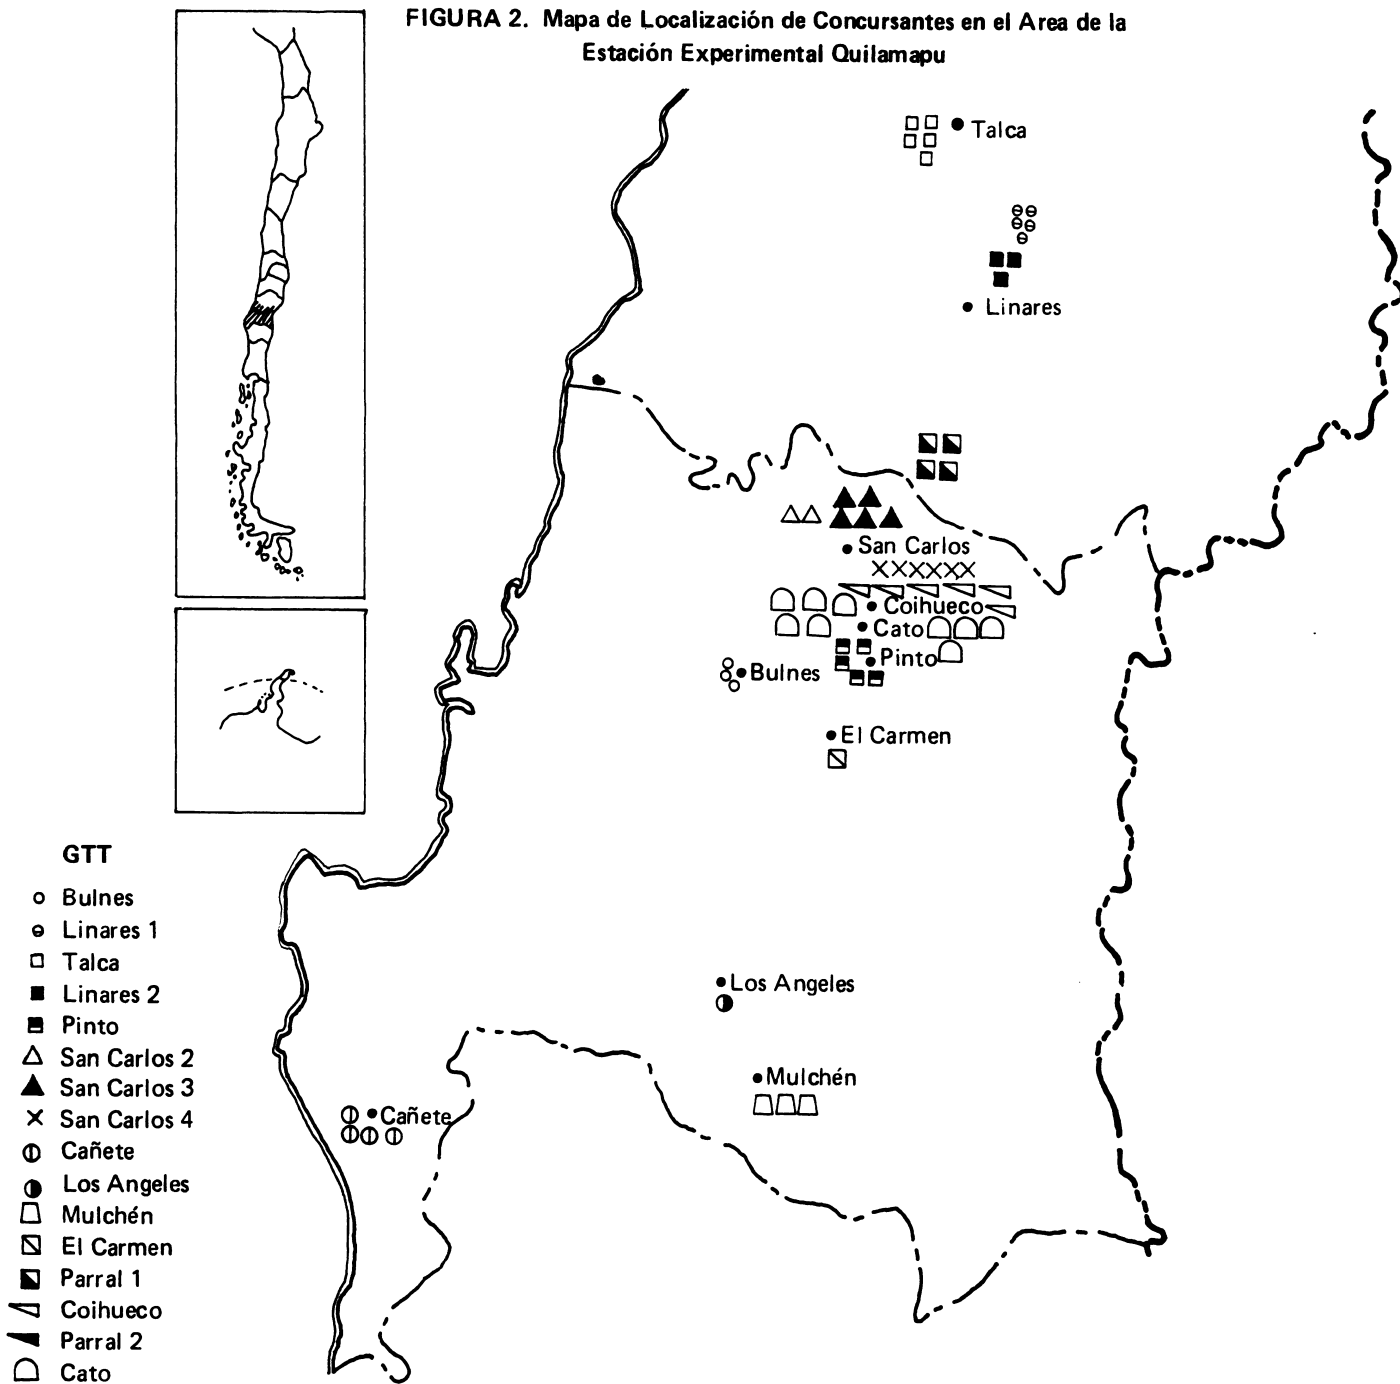 FIGURA 2. Mapa de Localización de Concursantes en el Area de la
Estación Experimental Quilamapu
Talca
Linares
San Carlos
Coihueco
Cato
Pinto
Bulnes
El Carmen
Los Angeles
Mulchén
Cañete
GTT
Bulnes
Linares 1
Talca
Linares 2
Pinto
San Carlos 2
San Carlos 3
San Carlos 4
Cañete
Los Angeles
Mulchén
El Carmen
Parral 1
Coihueco
Parral 2
Cato